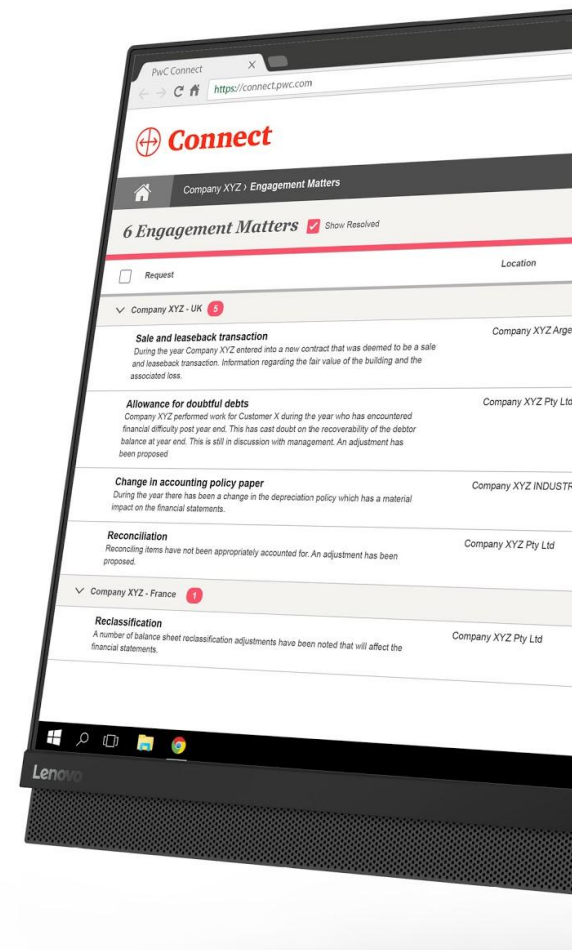 PwC Connect
https://connect.pwc.com
Connect
Company XYZ › Engagement Matters
6 Engagement Matters Show Resolved
Request Location
Company XYZ - UK 5
Sale and leaseback transaction Company XYZ Arge
During the year Company XYZ entered into a new contract that was deemed to be a sale
and leaseback transaction. Information regarding the fair value of the building and the
associated loss.
Allowance for doubtful debts Company XYZ Pty Ltd
Company XYZ performed work for Customer X during the year who has encountered
financial difficulty post year end. This has cast doubt on the recoverability of the debtor
balance at year end. This is still in discussion with management. An adjustment has
been proposed
Change in accounting policy paper Company XYZ INDUSTR
During the year there has been a change in the depreciation policy which has a material
impact on the financial statements.
Reconciliation Company XYZ Pty Ltd
Reconciling items have not been appropriately accounted for. An adjustment has been
proposed.
Company XYZ - France 1
Reclassification Company XYZ Pty Ltd
A number of balance sheet reclassification adjustments have been noted that will affect the
financial statements.
Lenovo